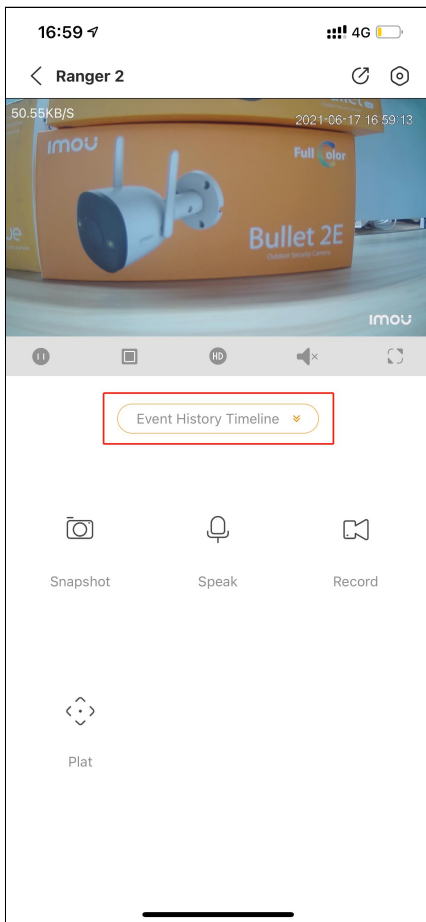 16:59
4G
Ranger 2
50.55KB/S
2021-06-17 16:59:13
imou
Full Color
Bullet 2E
Outdoor Security Camera
imou
HD
Event History Timeline
Snapshot
Speak
Record
Plat